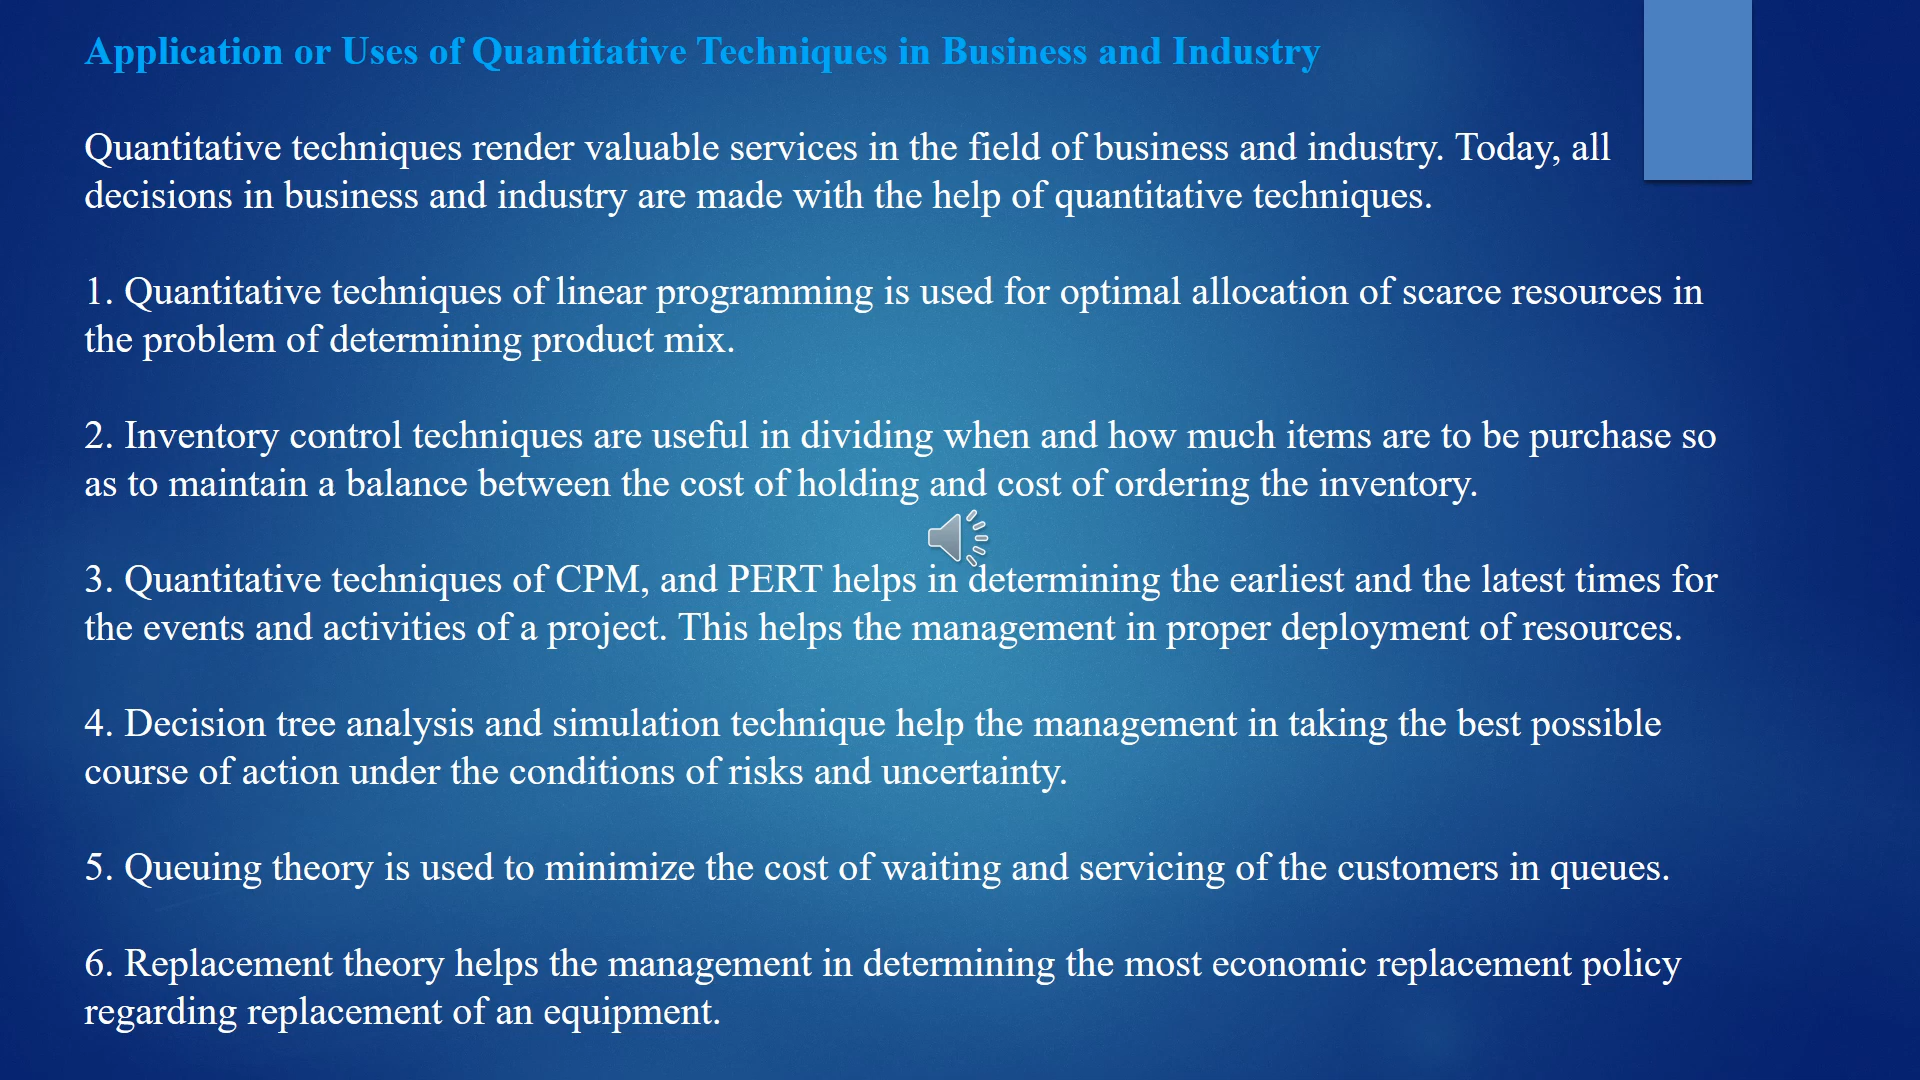 Application or Uses of Quantitative Techniques in Business and Industry
Quantitative techniques render valuable services in the field of business and industry. Today, all
decisions in business and industry are made with the help of quantitative techniques.
1. Quantitative techniques of linear programming is used for optimal allocation of scarce resources in
the problem of determining product mix.
2. Inventory control techniques are useful in dividing when and how much items are to be purchase so
as to maintain a balance between the cost of holding and cost of ordering the inventory.
3. Quantitative techniques of CPM, and PERT helps in determining the earliest and the latest times for
the events and activities of a project. This helps the management in proper deployment of resources.
4. Decision tree analysis and simulation technique help the management in taking the best possible
course of action under the conditions of risks and uncertainty.
5. Queuing theory is used to minimize the cost of waiting and servicing of the customers in queues.
6. Replacement theory helps the management in determining the most economic replacement policy
regarding replacement of an equipment.